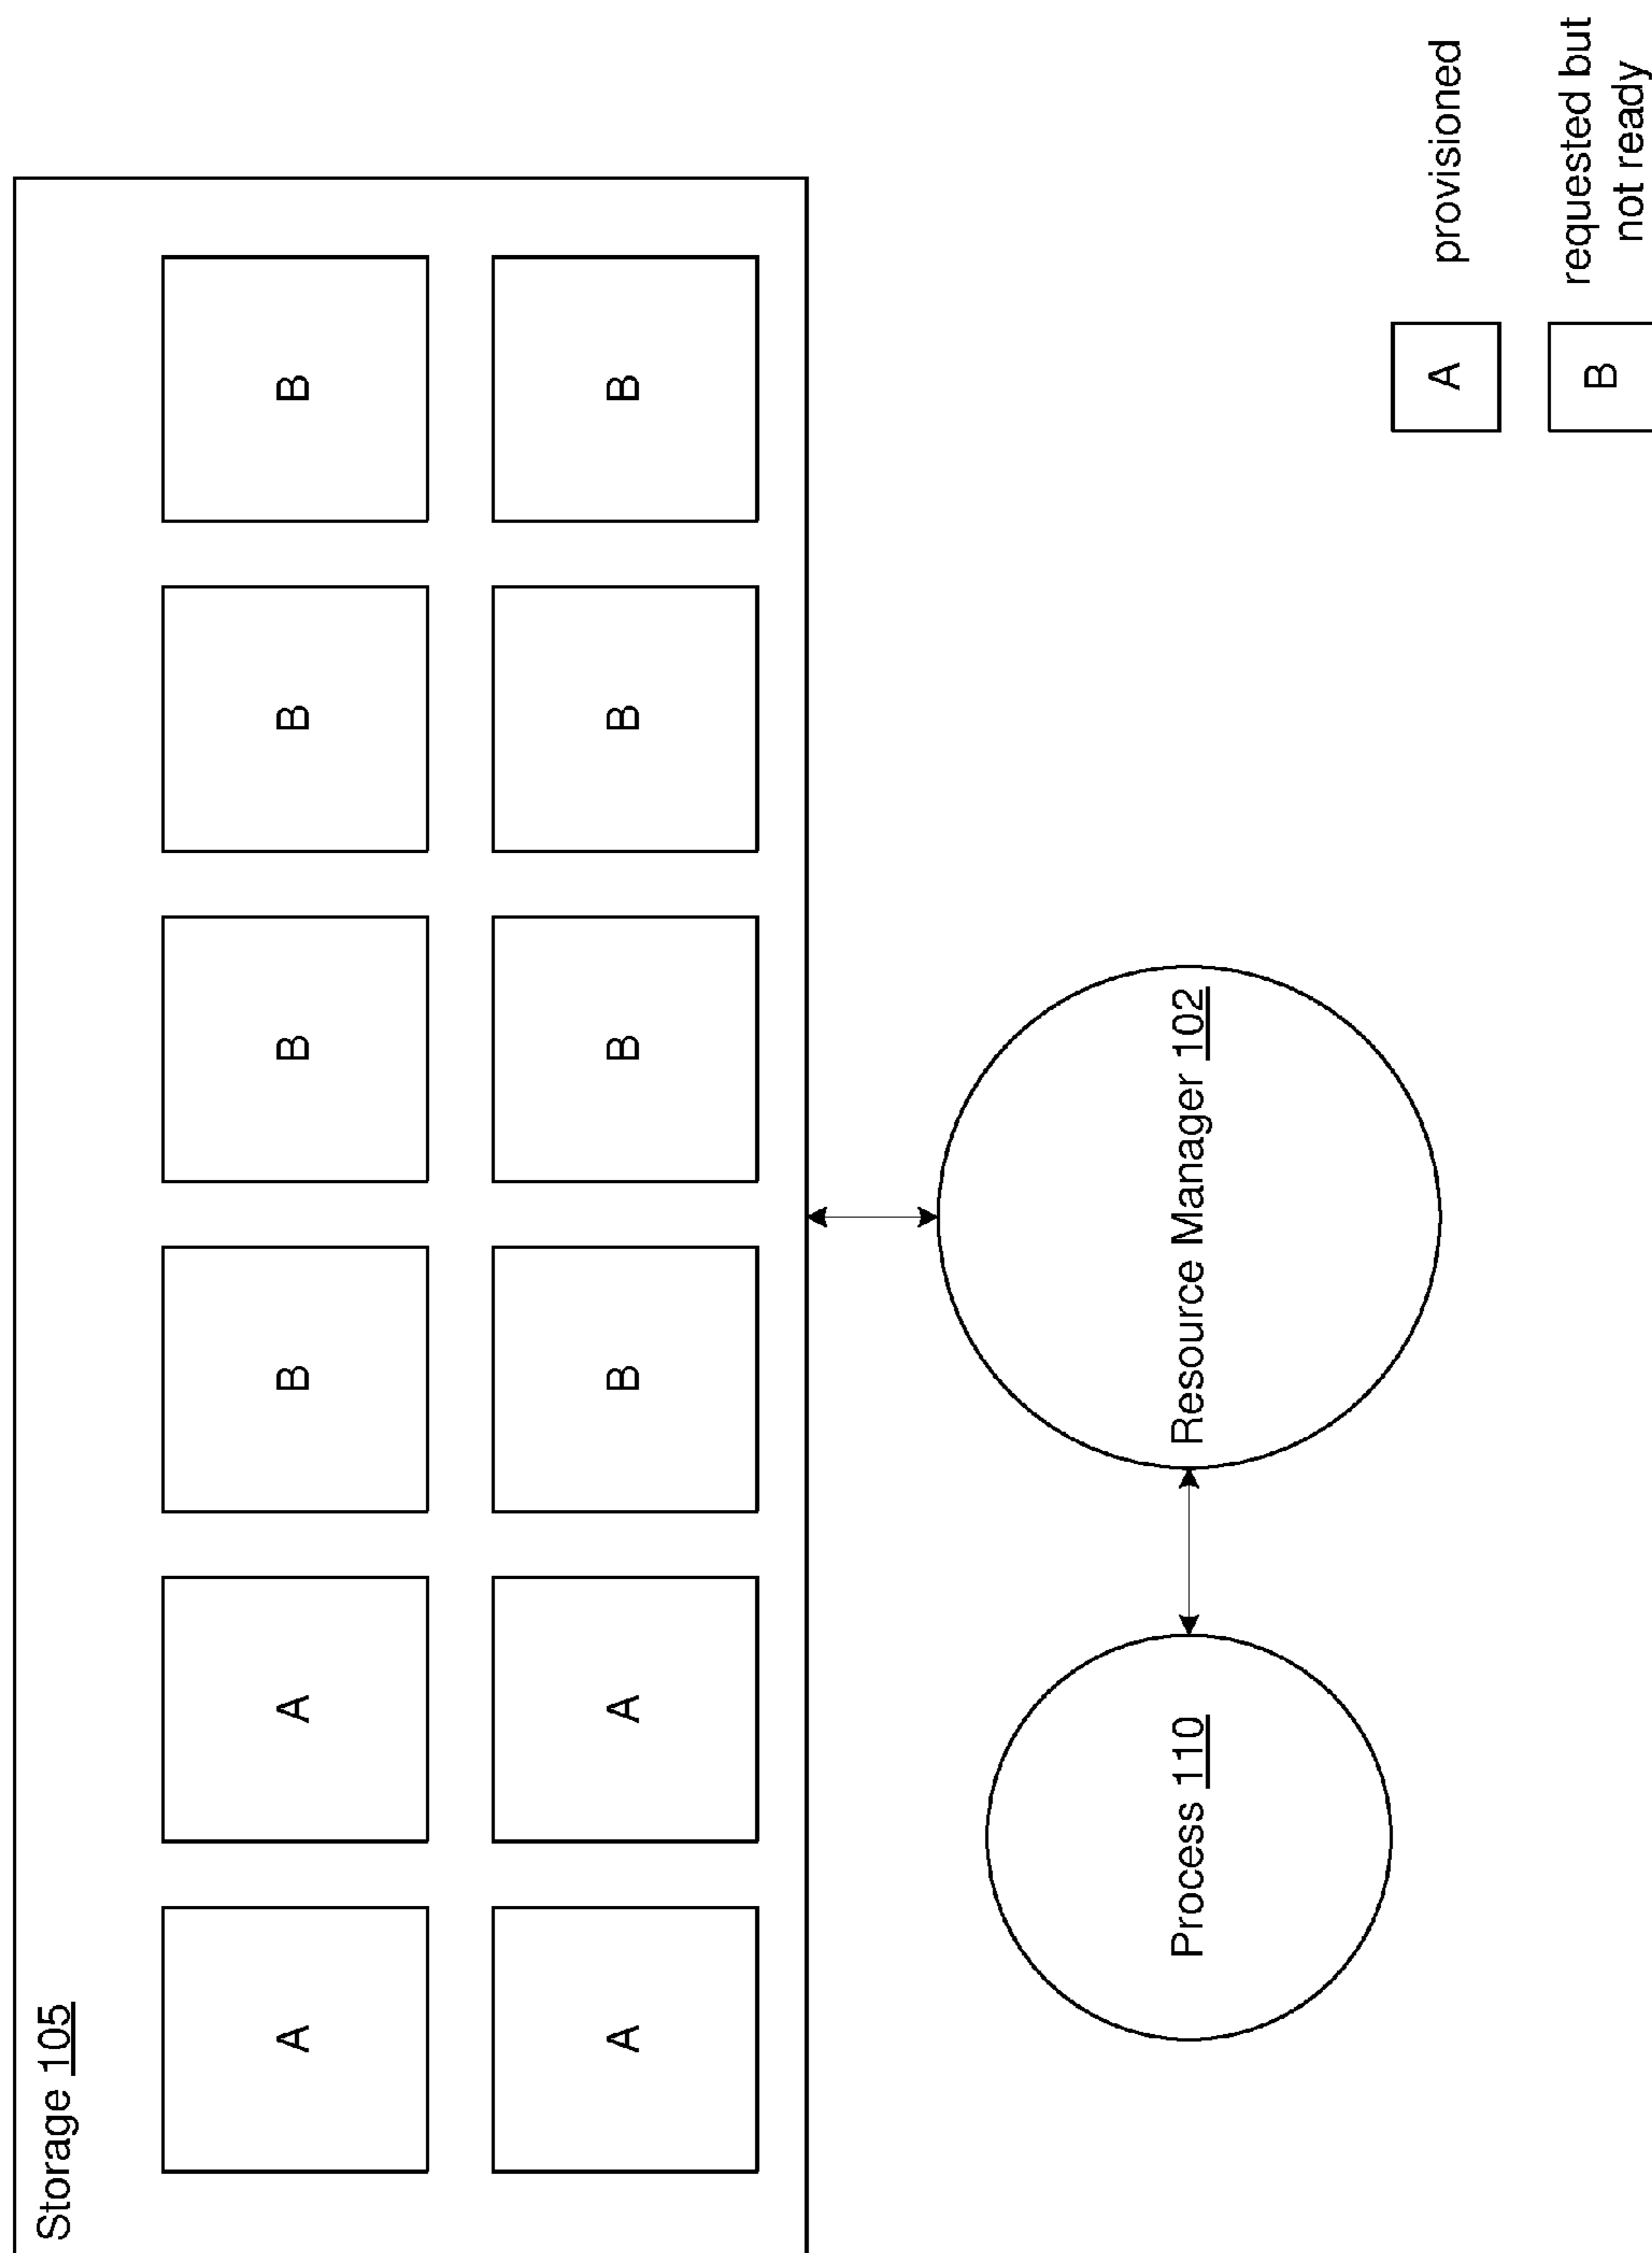 Storage 105
A A B B B B
A A B B B B
Process 110
Resource Manager 102
A provisioned
B requested but
not ready